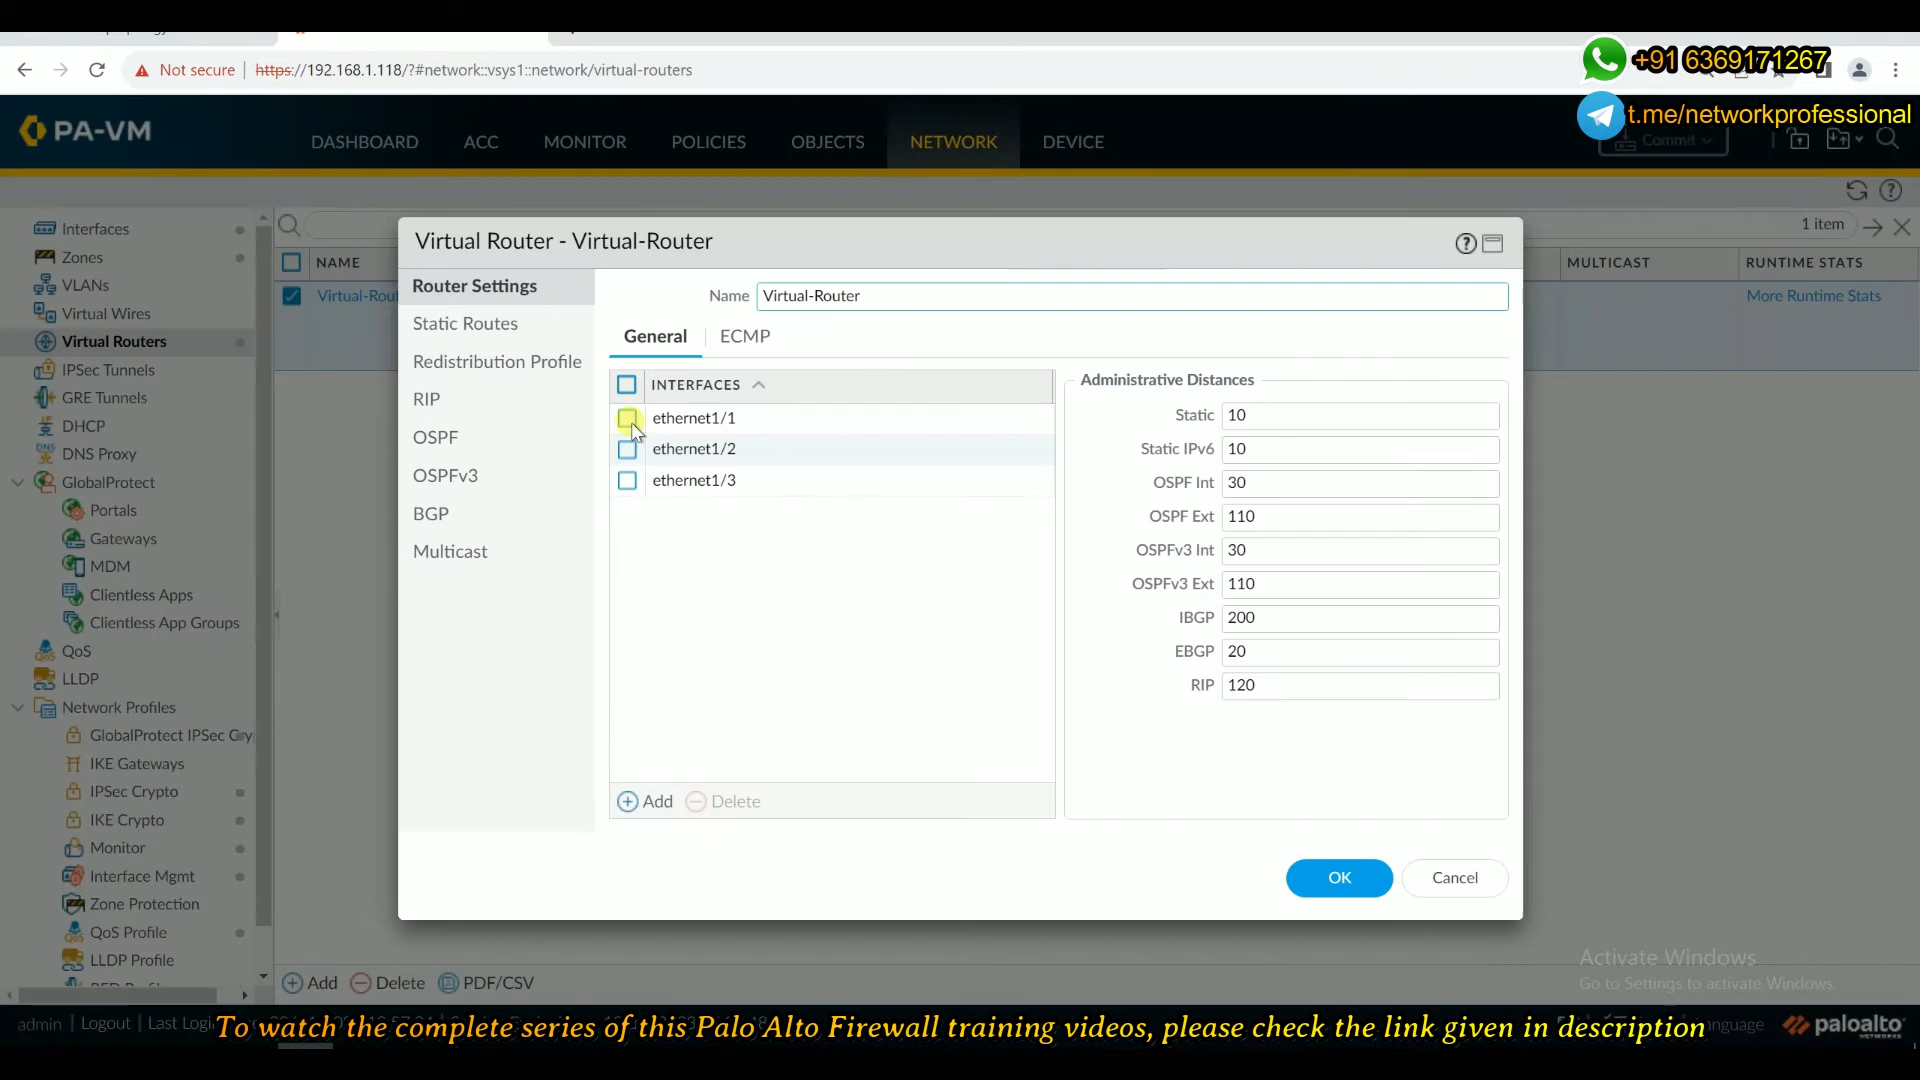 Not secure
https://192.168.1.118/?#network::vsys1::network/virtual-routers
+91 6369171267
t.me/networkprofessional
PA-VM
DASHBOARD
ACC
MONITOR
POLICIES
OBJECTS
NETWORK
DEVICE
Commit
Interfaces
Zones
VLANs
Virtual Wires
Virtual Routers
IPSec Tunnels
GRE Tunnels
DHCP
DNS Proxy
GlobalProtect
Portals
Gateways
MDM
Clientless Apps
Clientless App Groups
QoS
LLDP
Network Profiles
GlobalProtect IPSec Cry
IKE Gateways
IPSec Crypto
IKE Crypto
Monitor
Interface Mgmt
Zone Protection
QoS Profile
LLDP Profile
1 item
NAME
MULTICAST
RUNTIME STATS
Virtual-Rou
More Runtime Stats
Virtual Router - Virtual-Router
Router Settings
Static Routes
Redistribution Profile
RIP
OSPF
OSPFv3
BGP
Multicast
Name Virtual-Router
General
ECMP
INTERFACES
ethernet1/1
ethernet1/2
ethernet1/3
Add
Delete
Administrative Distances
Static 10
Static IPv6 10
OSPF Int 30
OSPF Ext 110
OSPFv3 Int 30
OSPFv3 Ext 110
IBGP 200
EBGP 20
RIP 120
OK
Cancel
Activate Windows
Go to Settings to activate Windows.
Add
Delete
PDF/CSV
admin | Logout |
To watch the complete series of this Palo Alto Firewall training videos, please check the link given in description
paloalto
NETWORKS